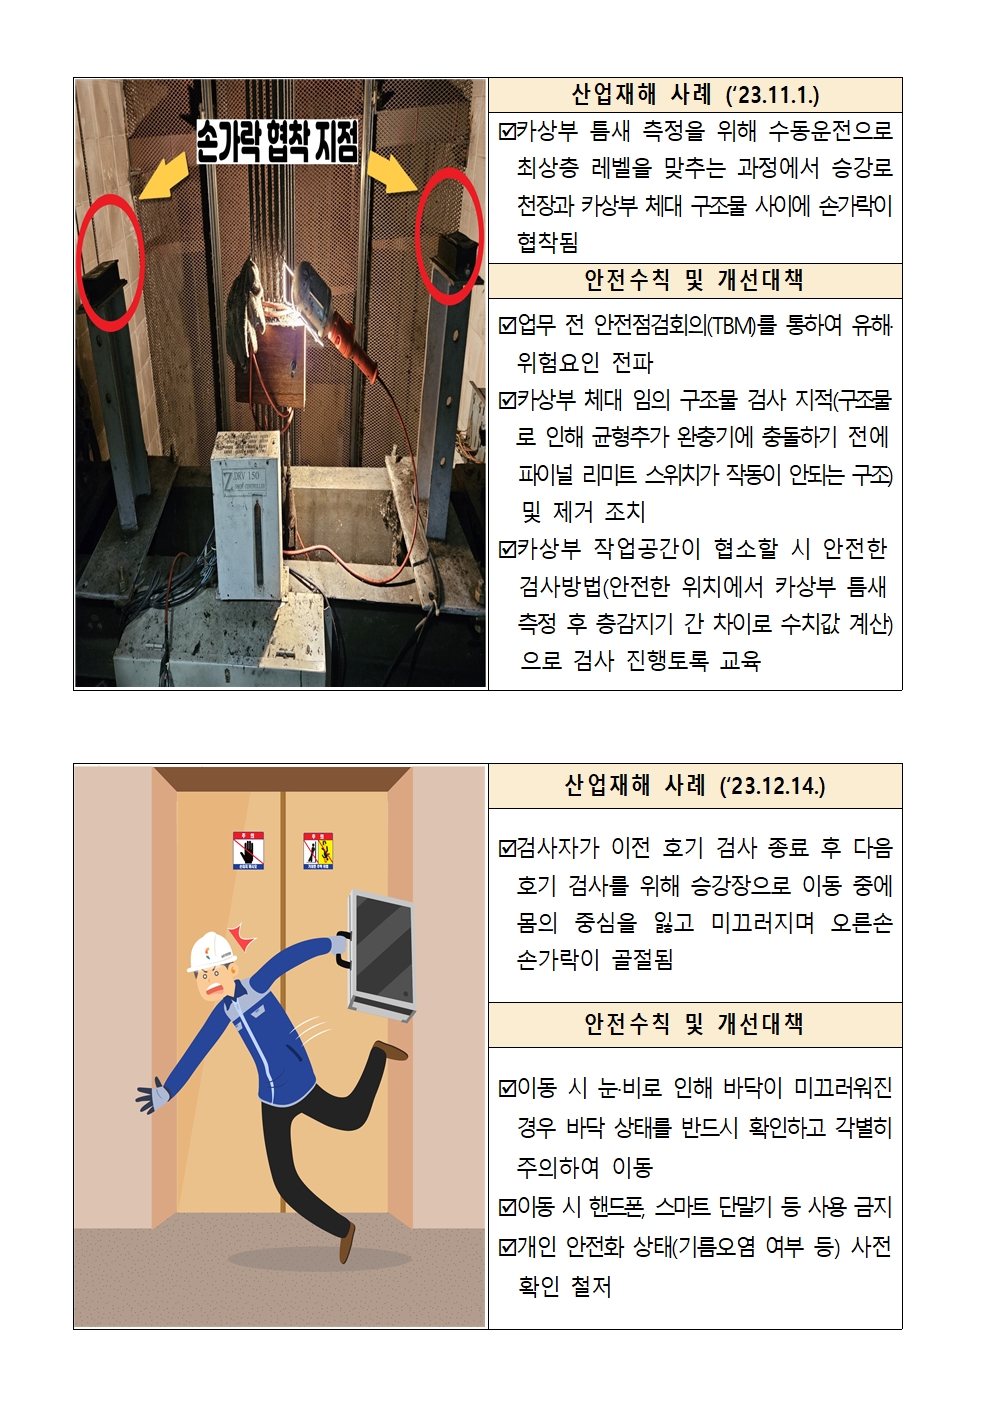 손가락 협착 지점
Z DRV 150
산업재해 사례 (‘23.11.1.)
☑카상부 틈새 측정을 위해 수동운전으로
최상층 레벨을 맞추는 과정에서 승강로
천장과 카상부 체대 구조물 사이에 손가락이
협착됨
안전수칙 및 개선대책
☑업무 전 안전점검회의(TBM)를 통하여 유해·
위험요인 전파
☑카상부 체대 임의 구조물 검사 지적(구조물
로 인해 균형추가 완충기에 충돌하기 전에
파이널 리미트 스위치가 작동이 안되는 구조)
및 제거 조치
☑카상부 작업공간이 협소할 시 안전한
검사방법(안전한 위치에서 카상부 틈새
측정 후 층감지기 간 차이로 수치값 계산)
으로 검사 진행토록 교육
주 의
주 의
산업재해 사례 (‘23.12.14.)
☑검사자가 이전 호기 검사 종료 후 다음
호기 검사를 위해 승강장으로 이동 중에
몸의 중심을 잃고 미끄러지며 오른손
손가락이 골절됨
안전수칙 및 개선대책
☑이동 시 눈·비로 인해 바닥이 미끄러워진
경우 바닥 상태를 반드시 확인하고 각별히
주의하여 이동
☑이동 시 핸드폰, 스마트 단말기 등 사용 금지
☑개인 안전화 상태(기름오염 여부 등) 사전
확인 철저